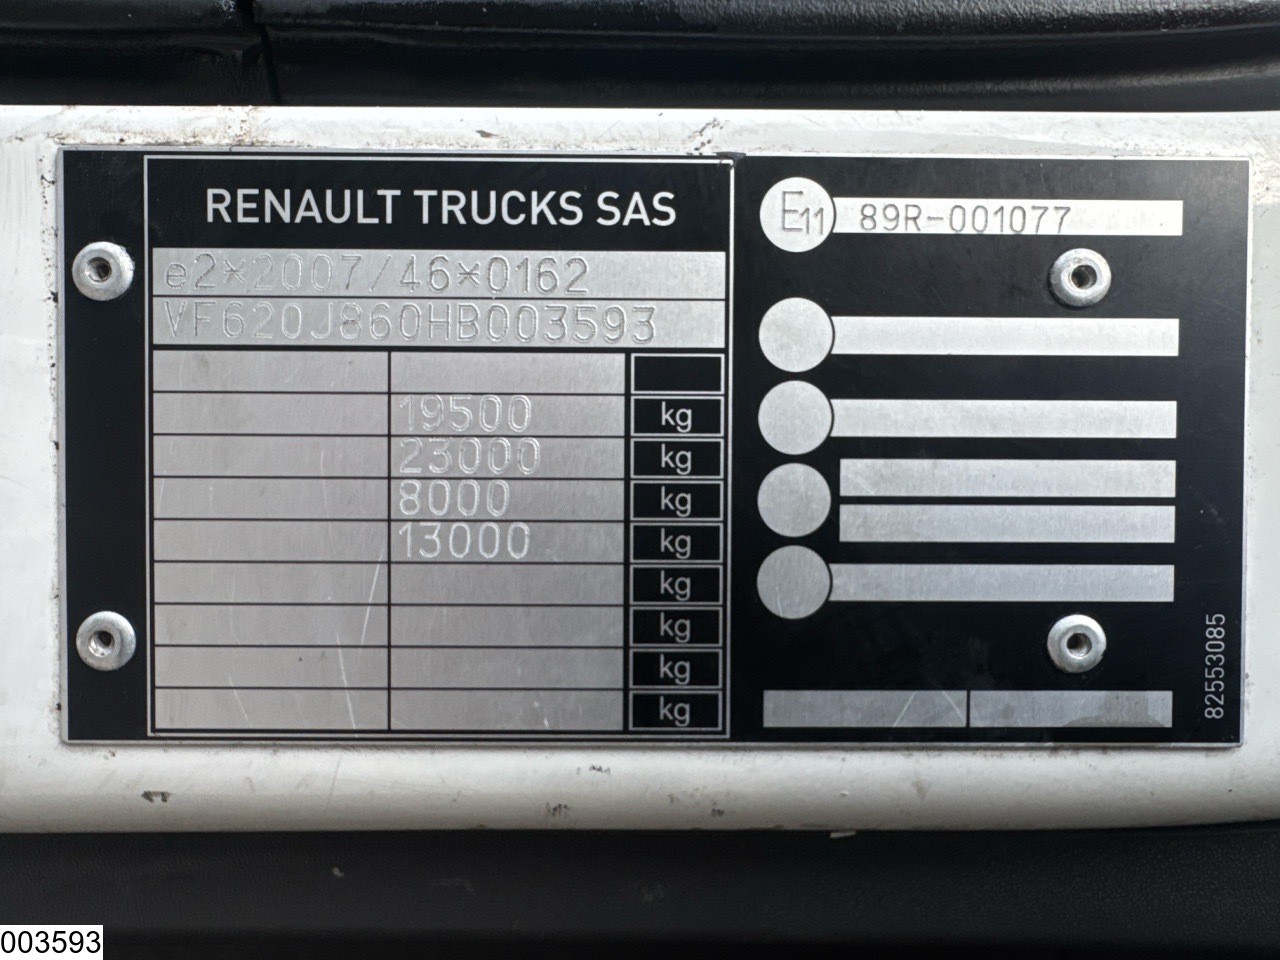 RENAULT TRUCKS SAS
e2*2007/46*0162
VF620J860HB003593
19500 kg
23000 kg
8000 kg
13000 kg
kg
kg
kg
kg
E11 89R-001077
82553085
003593